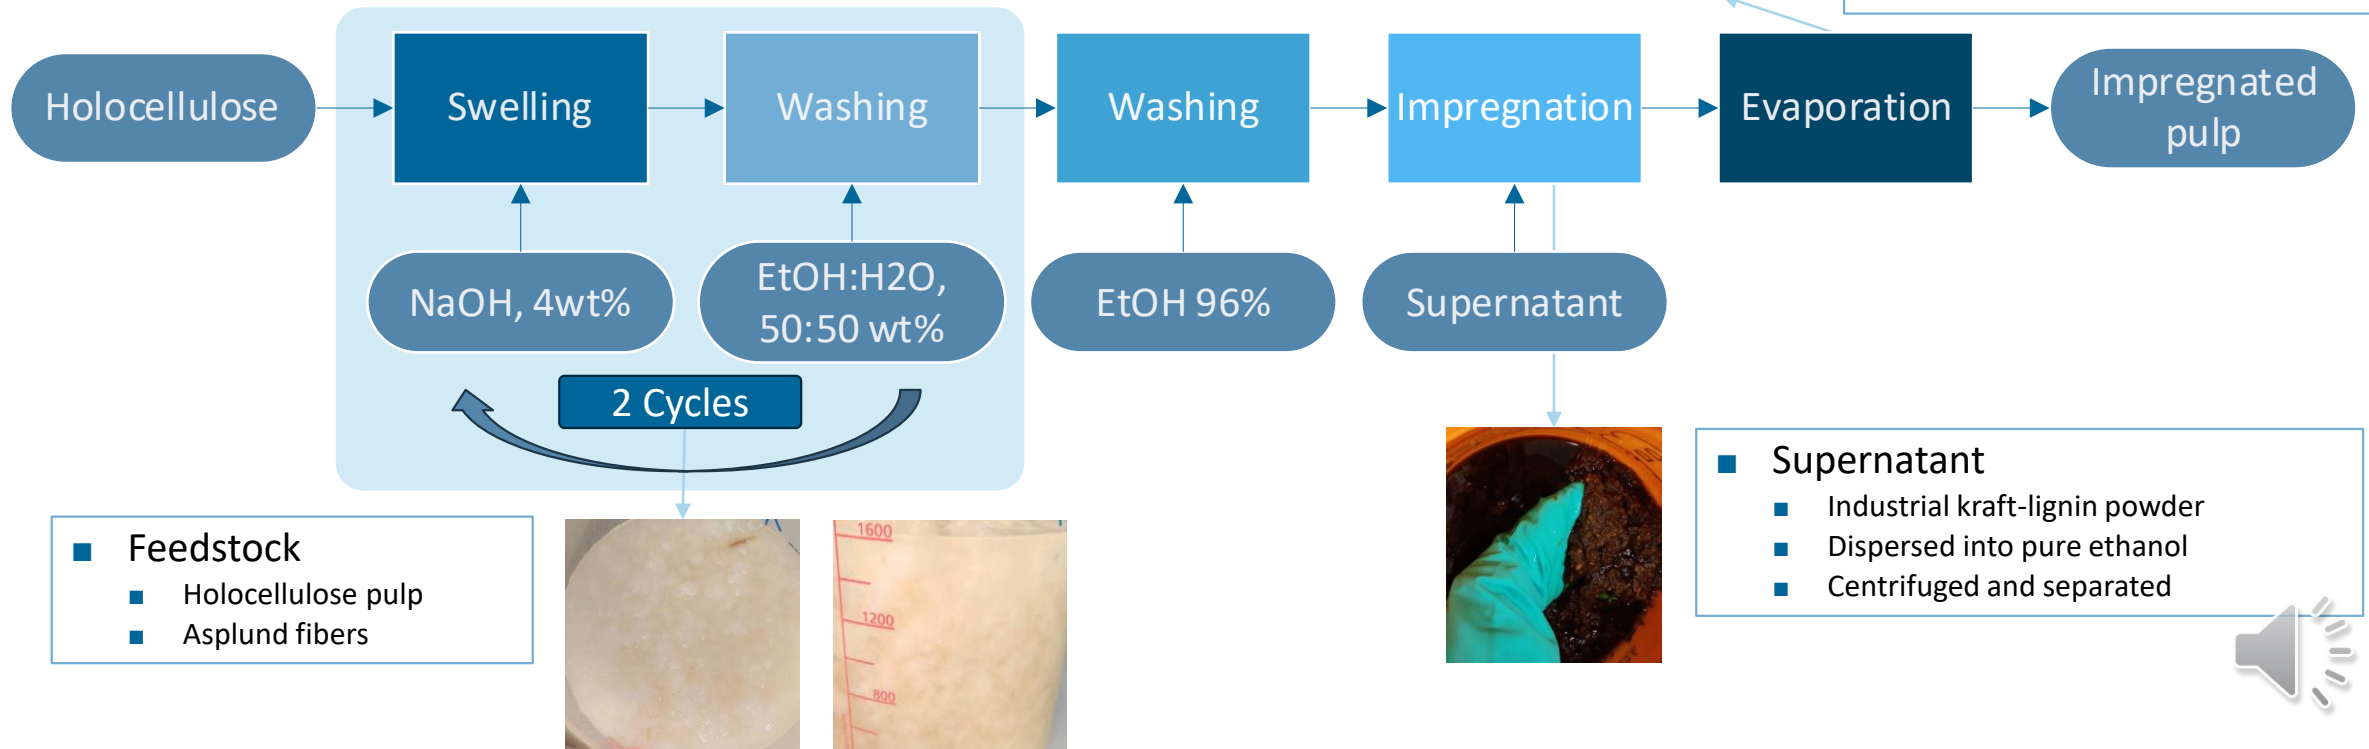 Holocellulose
Swelling
Washing
Washing
Impregnation
Evaporation
Impregnated
pulp
NaOH, 4wt%
EtOH:H2O,
50:50 wt%
EtOH 96%
Supernatant
2 Cycles
Feedstock
Holocellulose pulp
Asplund fibers
1600
1200
800
Supernatant
Industrial kraft-lignin powder
Dispersed into pure ethanol
Centrifuged and separated